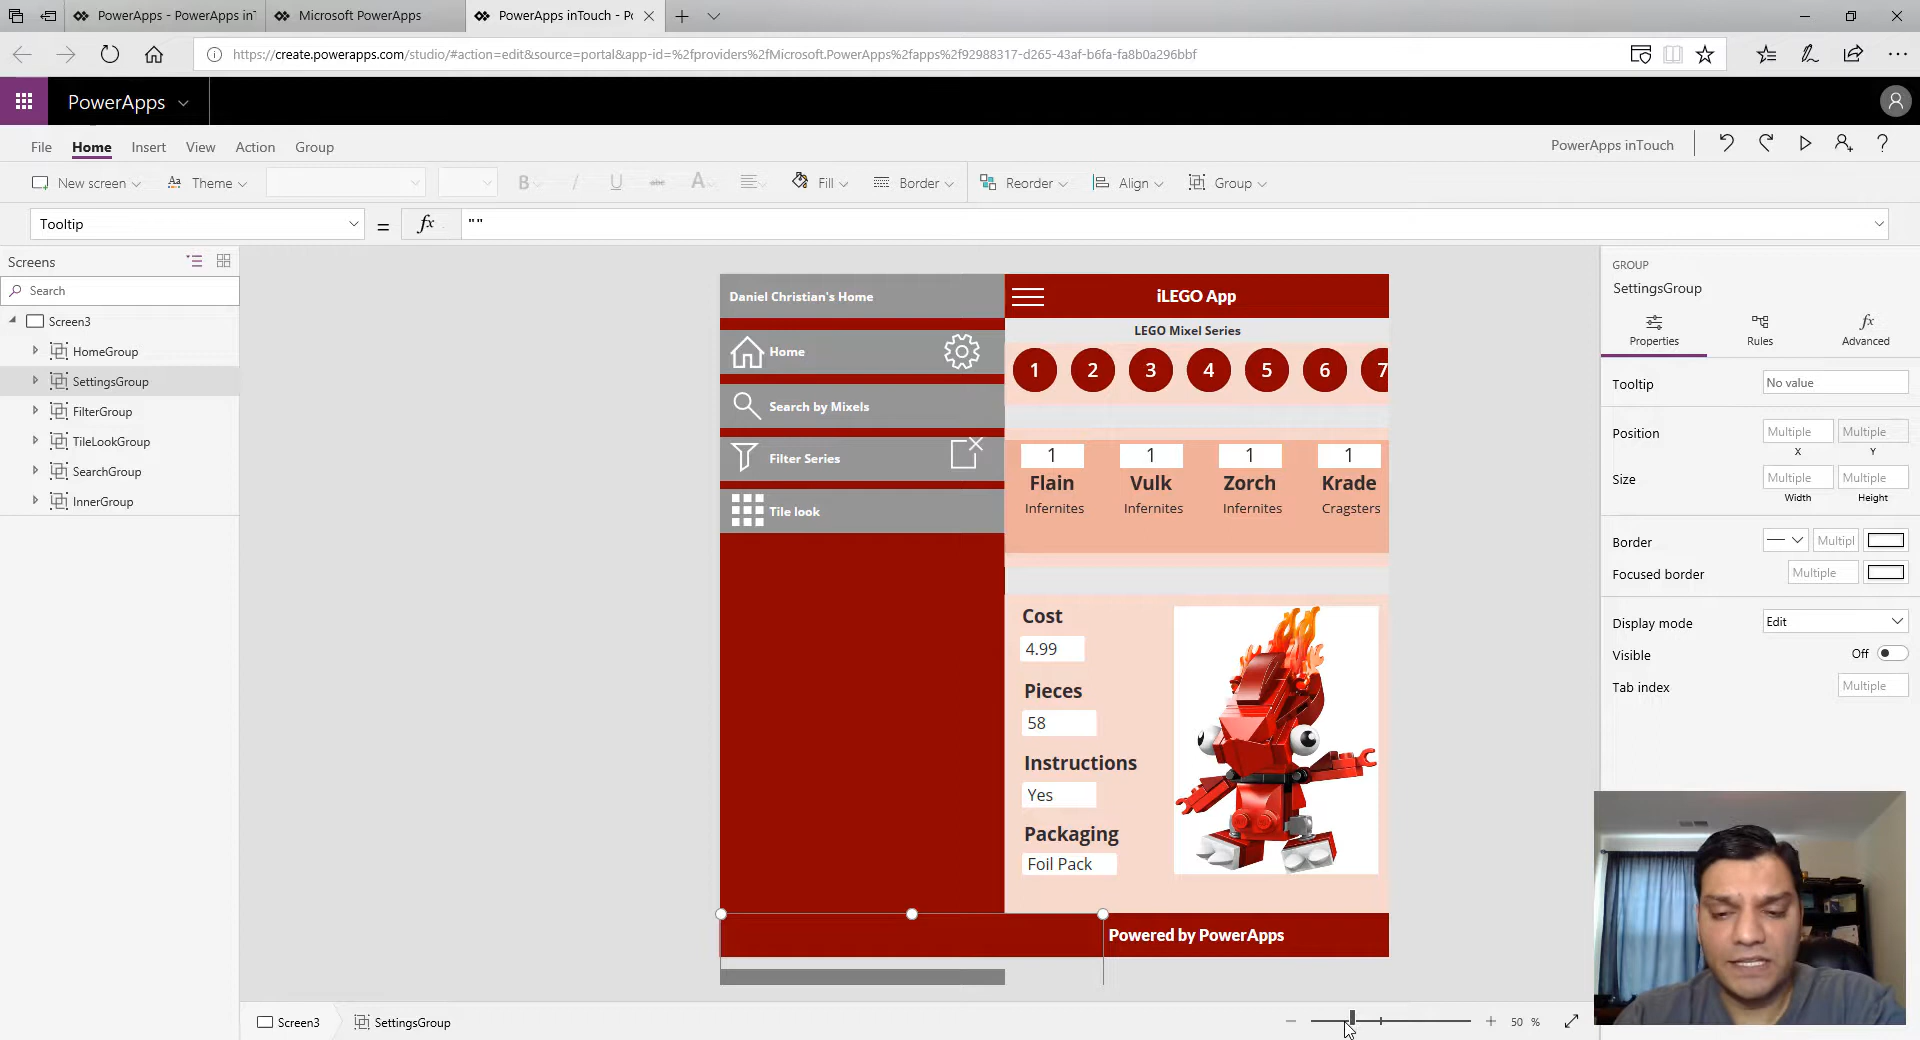 PowerApps - PowerApps in
Microsoft PowerApps
PowerApps inTouch - P
https://create.powerapps.com/studio/#action=edit&source=portal&app-id=%2fproviders%2fMicrosoft.PowerApps%2fapps%2f92988317-d265-43af-b6fa-fa8b0a296bbf
PowerApps
File Home Insert View Action Group
PowerApps inTouch
?
New screen Theme B / U abc A Fill Border Reorder Align Group
Tooltip = fx ""
Screens
Search
Screen3
HomeGroup
SettingsGroup
FilterGroup
TileLookGroup
SearchGroup
InnerGroup
Daniel Christian's Home
Home
Search by Mixels
Filter Series
Tile look
iLEGO App
LEGO Mixel Series
1 2 3 4 5 6 7
1 1 1 1
Flain Vulk Zorch Krade
Infernites Infernites Infernites Cragsters
Cost
4.99
Pieces
58
Instructions
Yes
Packaging
Foil Pack
Powered by PowerApps
GROUP
SettingsGroup
Properties Rules Advanced
Tooltip No value
Position Multiple Multiple
X Y
Size Multiple Multiple
Width Height
Border Multipl
Focused border Multiple
Display mode Edit
Visible Off
Tab index Multiple
Screen3 SettingsGroup
50 %